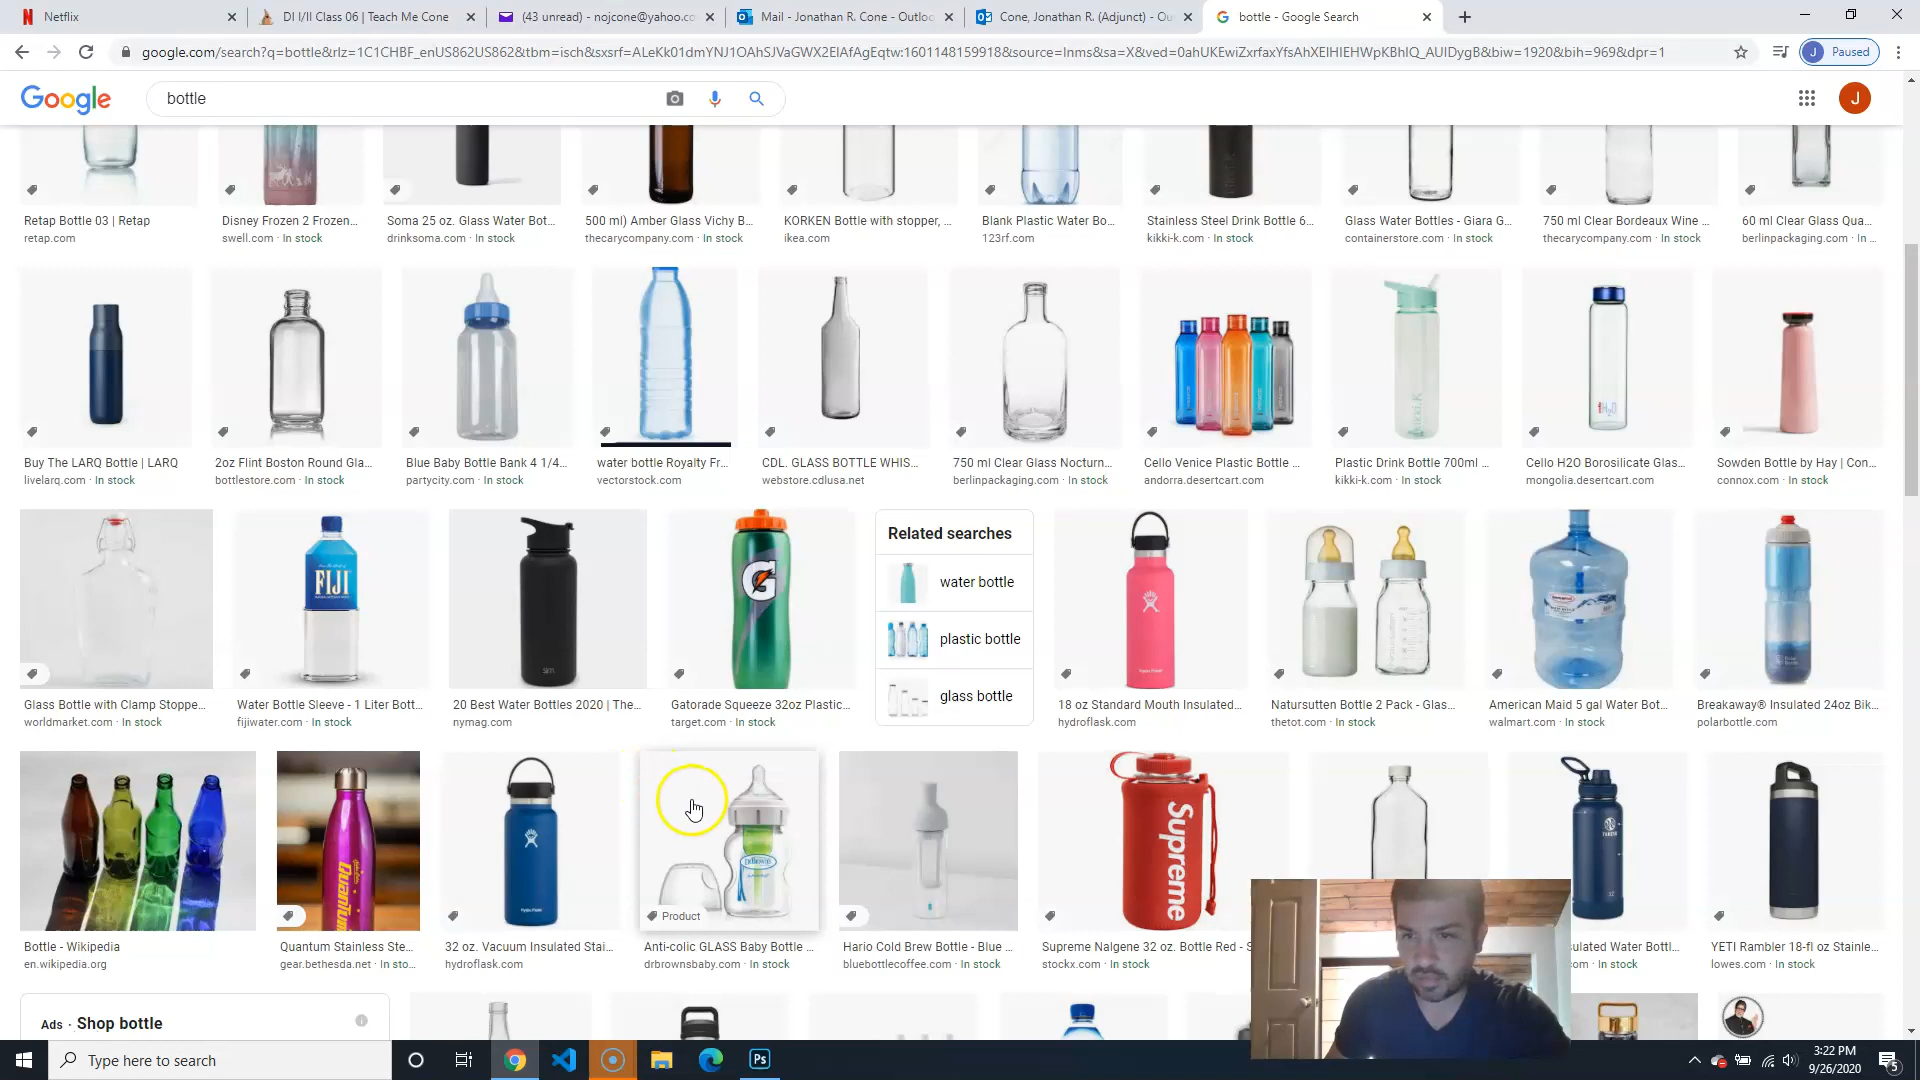 Netflix
DI I/II Class 06 | Teach Me Cone
(43 unread) - nojcone@yahoo.co
Mail - Jonathan R. Cone - Outloo
Cone, Jonathan R. (Adjunct) - Ou
bottle - Google Search
google.com/search?q=bottle&rlz=1C1CHBF_enUS862US862&tbm=isch&sxsrf=ALeKk01dmYNJ1OAhSJVaGWX2EIAfAgEqtw:1601148159918&source=lnms&sa=X&ved=0ahUKEwiZxrfaxYfsAhXEIHIEHWpKBhIQ_AUIDygB&biw=1920&bih=969&dpr=1
J Paused
Google
bottle
J
Retap Bottle 03 | Retap
retap.com
Disney Frozen 2 Frozen...
swell.com · In stock
Soma 25 oz. Glass Water Bot...
drinksoma.com · In stock
500 ml) Amber Glass Vichy B...
thecarycompany.com · In stock
KORKEN Bottle with stopper, ...
ikea.com
Blank Plastic Water Bo...
123rf.com
Stainless Steel Drink Bottle 6...
kikki-k.com · In stock
Glass Water Bottles - Giara G...
containerstore.com · In stock
750 ml Clear Bordeaux Wine ...
thecarycompany.com · In stock
60 ml Clear Glass Qua...
berlinpackaging.com · In ...
Buy The LARQ Bottle | LARQ
livelarq.com · In stock
2oz Flint Boston Round Gla...
bottlestore.com · In stock
Blue Baby Bottle Bank 4 1/4...
partycity.com · In stock
water bottle Royalty Fr...
vectorstock.com
CDL. GLASS BOTTLE WHIS...
webstore.cdlusa.net
750 ml Clear Glass Nocturn...
berlinpackaging.com · In stock
Cello Venice Plastic Bottle ...
andorra.desertcart.com
Plastic Drink Bottle 700ml ...
kikki-k.com · In stock
Cello H2O Borosilicate Glas...
mongolia.desertcart.com
Sowden Bottle by Hay | Con...
connox.com · In stock
FIJI
G
Related searches
water bottle
plastic bottle
glass bottle
Glass Bottle with Clamp Stoppe...
worldmarket.com · In stock
Water Bottle Sleeve - 1 Liter Bott...
fijiwater.com · In stock
20 Best Water Bottles 2020 | The...
nymag.com
Gatorade Squeeze 32oz Plastic...
target.com · In stock
18 oz Standard Mouth Insulated...
hydroflask.com
Natursutten Bottle 2 Pack - Glas...
thetot.com · In stock
American Maid 5 gal Water Bot...
walmart.com · In stock
Breakaway® Insulated 24oz Bik...
polarbottle.com
Quantum
Supreme
Product
Bottle - Wikipedia
en.wikipedia.org
Quantum Stainless Ste...
gear.bethesda.net · In sto...
32 oz. Vacuum Insulated Stai...
hydroflask.com
Anti-colic GLASS Baby Bottle ...
drbrownsbaby.com · In stock
Hario Cold Brew Bottle - Blue ...
bluebottlecoffee.com · In stock
Supreme Nalgene 32 oz. Bottle Red - S
stockx.com · In stock
ulated Water Bottl...
com · In stock
YETI Rambler 18-fl oz Stainle...
lowes.com · In stock
Ads · Shop bottle
Type here to search
Ps
3:22 PM
9/26/2020
5